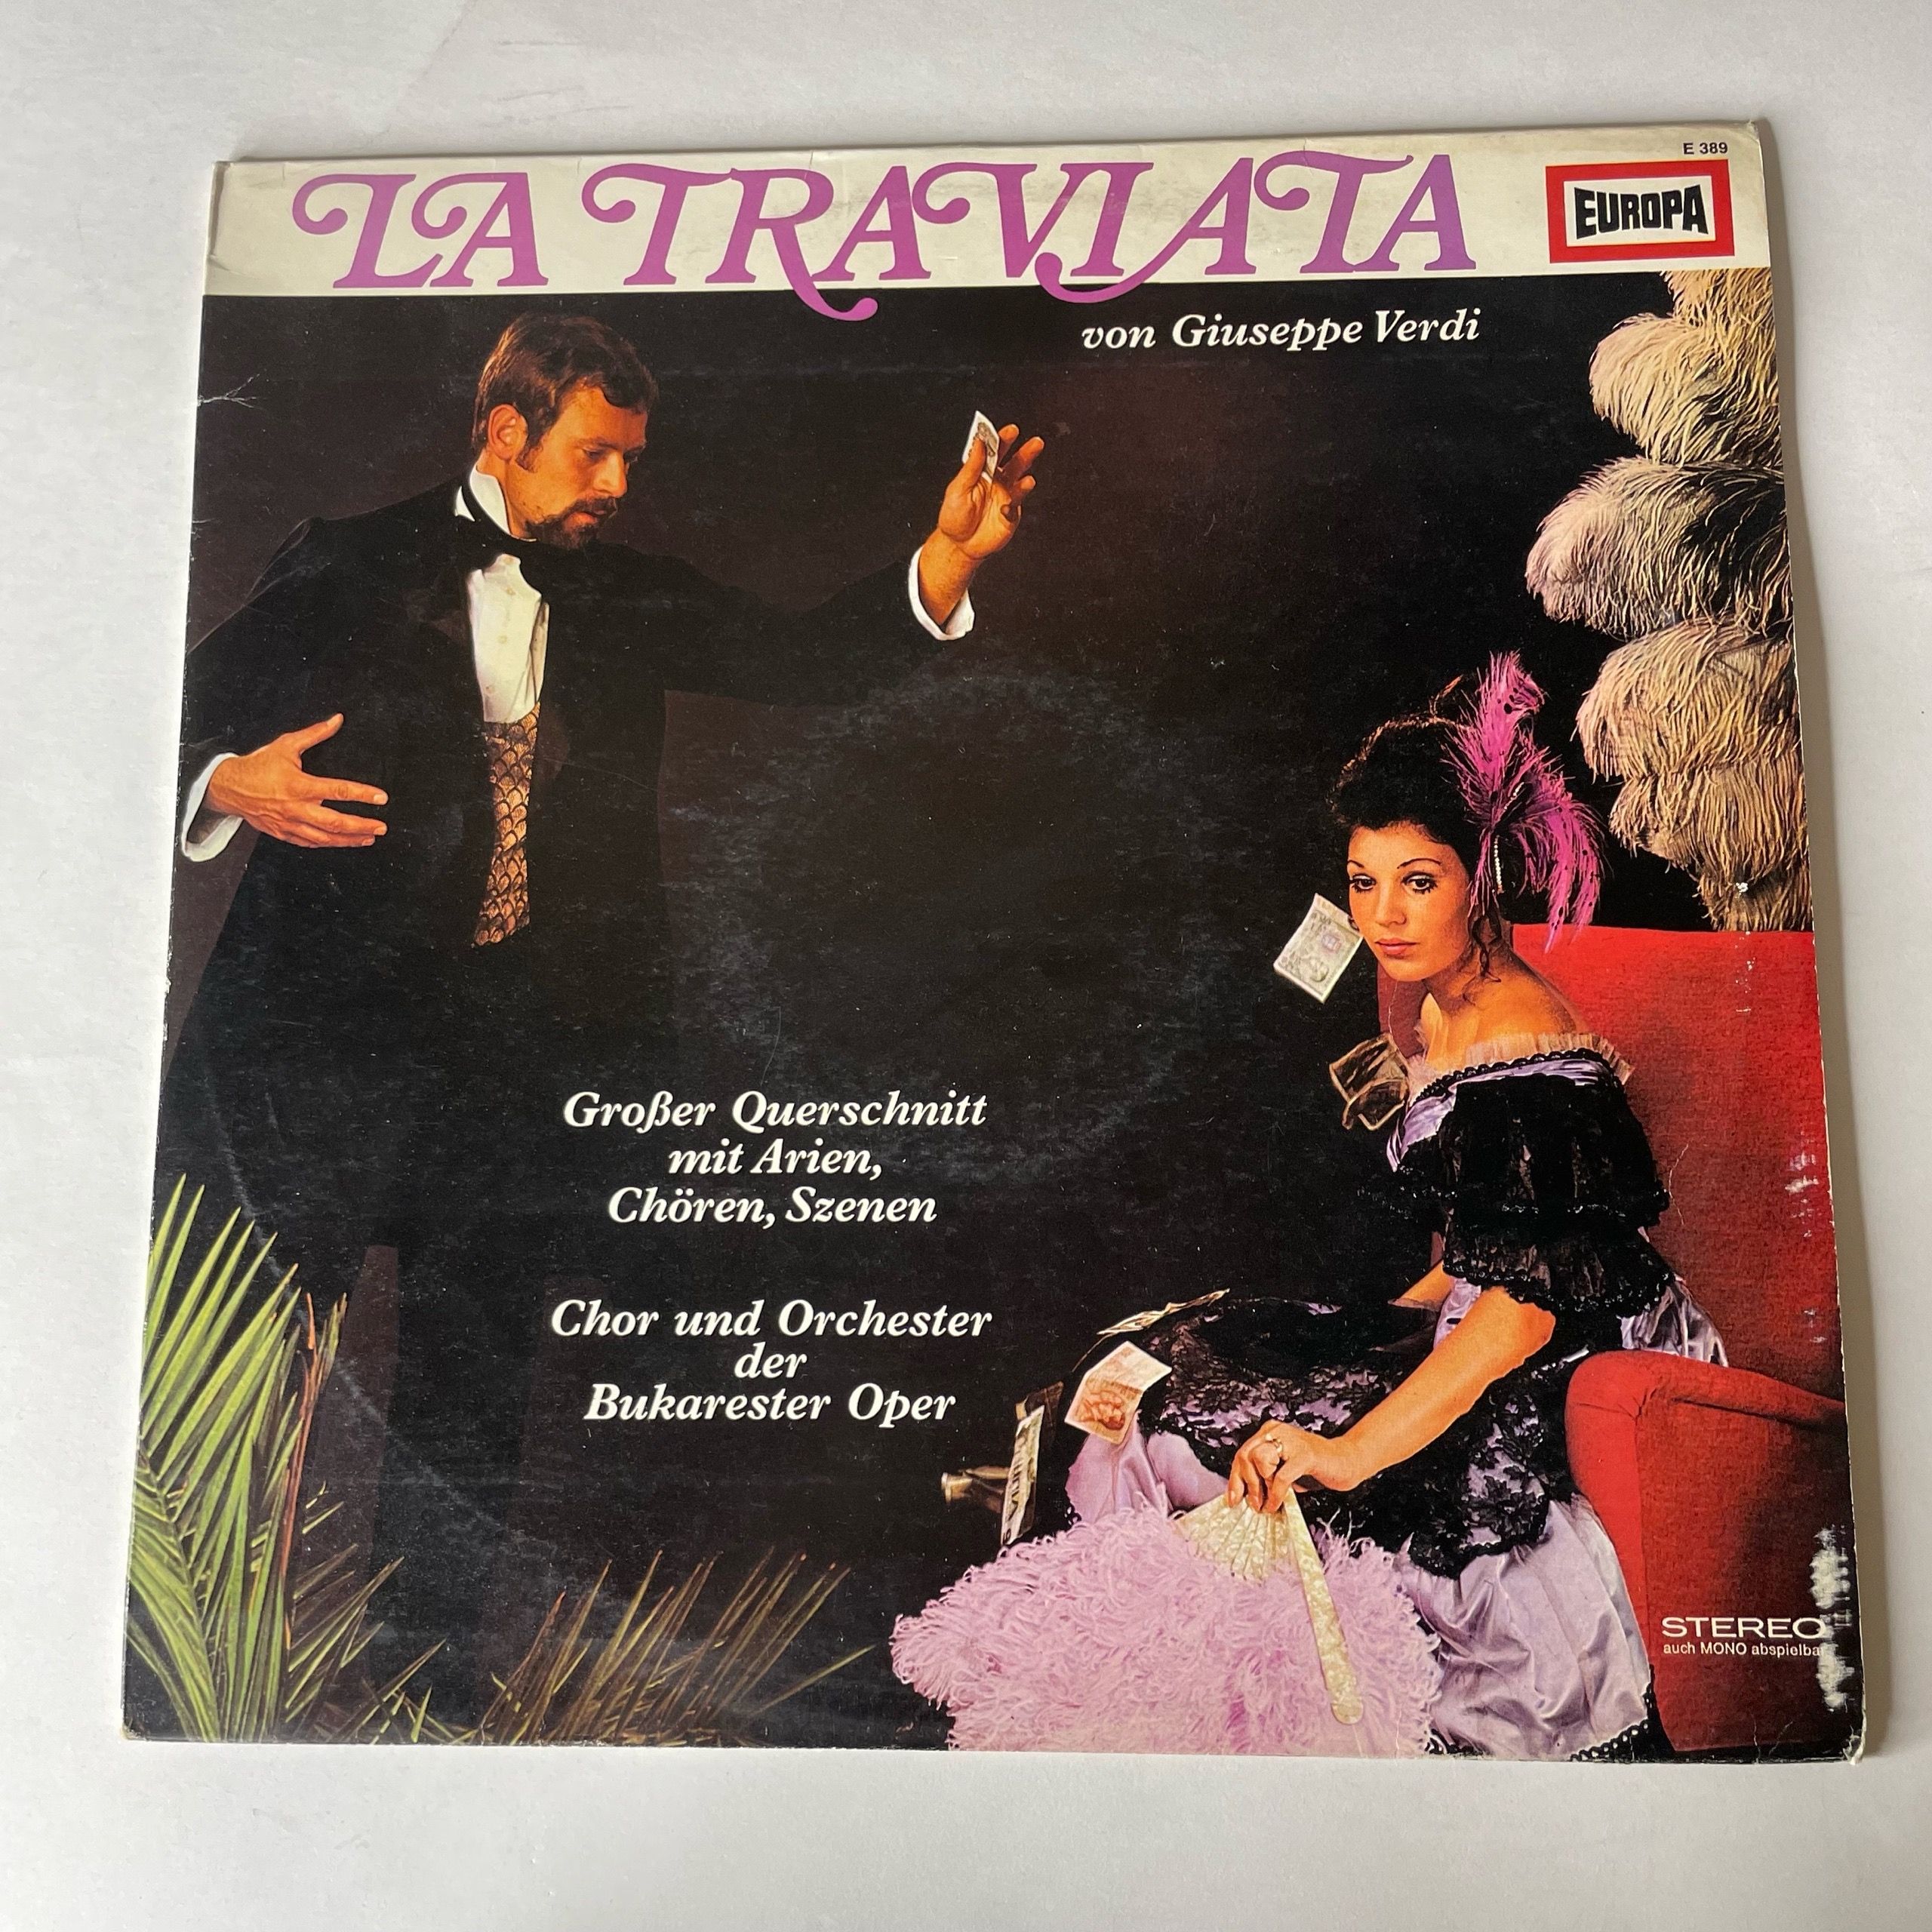 E 389
LA TRAVIATA
EUROPA
von Giuseppe Verdi
Großer Querschnitt
mit Arien,
Chören, Szenen
Chor und Orchester
der
Bukarester Oper
STEREO
auch MONO abspielba